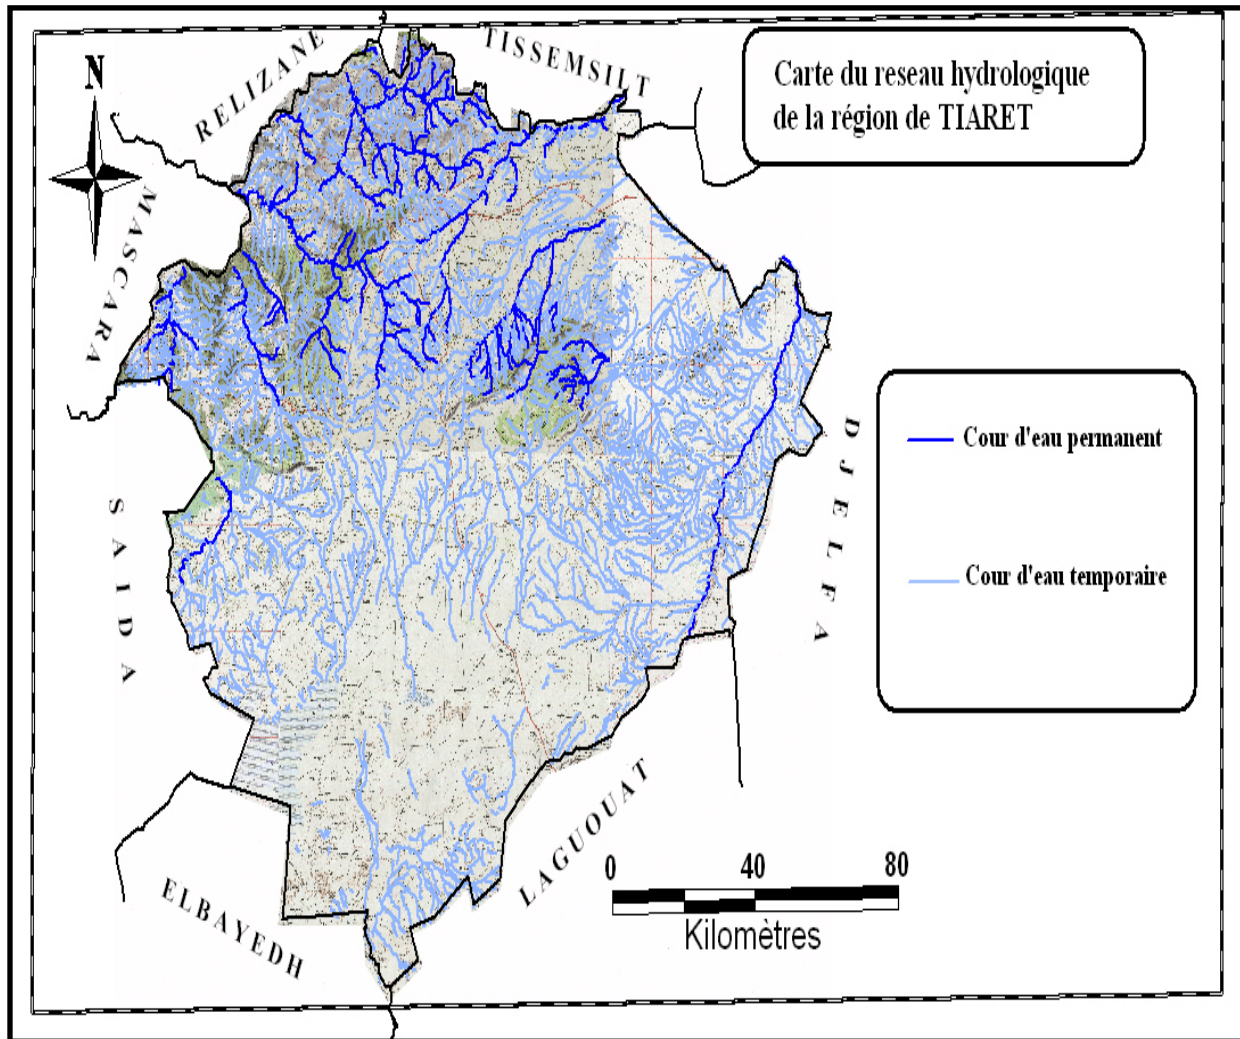 Carte du reseau hydrologique
de la région de TIARET
N
RELIZANE
TISSEMSILT
MASCARA
SAIDA
DJELFA
ELBAYEDH
LAGUOUAT
Cour d'eau permanent
Cour d'eau temporaire
0 40 80
Kilomètres